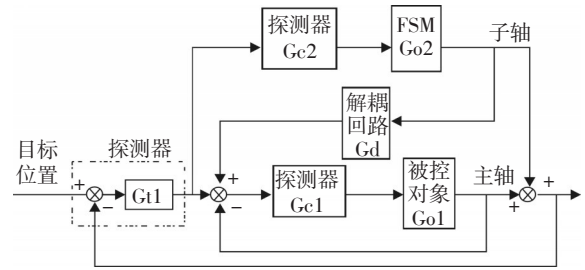 探测器
Gc2
FSM
Go2
子轴
解耦
回路
Gd
目标
位置
探测器
+
−
Gt1
+
−
探测器
Gc1
被控
对象
Go1
主轴
+
+